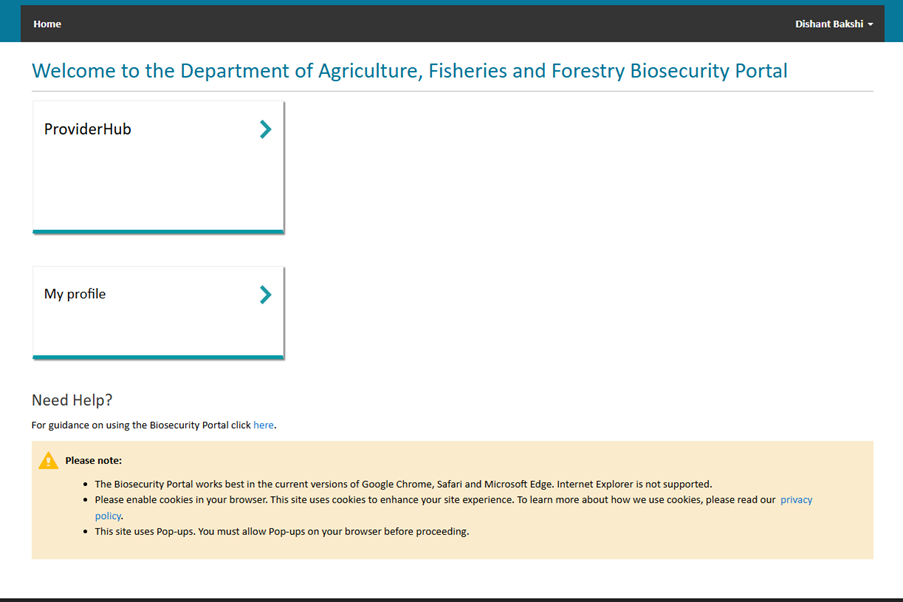 Home
Dishant Bakshi
Welcome to the Department of Agriculture, Fisheries and Forestry Biosecurity Portal
ProviderHub
My profile
Need Help?
For guidance on using the Biosecurity Portal click here.
Please note:
The Biosecurity Portal works best in the current versions of Google Chrome, Safari and Microsoft Edge. Internet Explorer is not supported.
Please enable cookies in your browser. This site uses cookies to enhance your site experience. To learn more about how we use cookies, please read our privacy
policy.
This site uses Pop-ups. You must allow Pop-ups on your browser before proceeding.